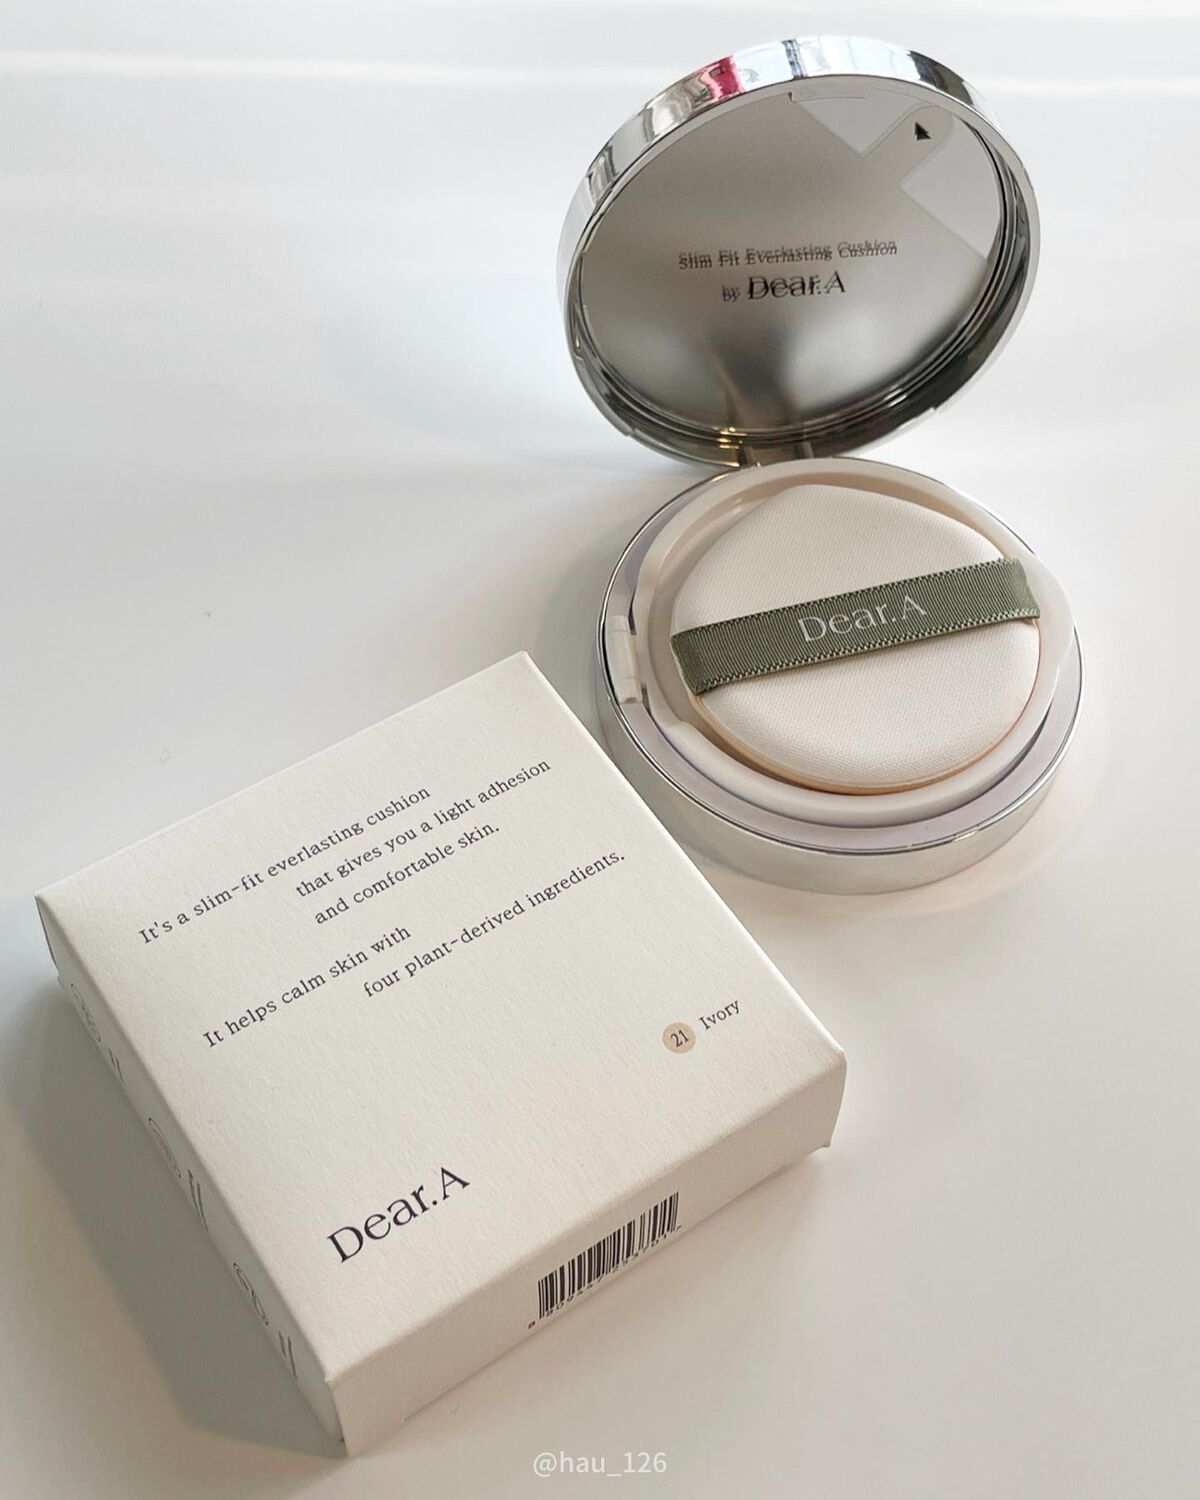 Slim Fit Everlasting Cushion
by Dear.A
Dear.A
It's a slim-fit everlasting cushion
that gives you a light adhesion
and comfortable skin.
It helps calm skin with
four plant-derived ingredients.
21 Ivory
Dear.A
@hau_126